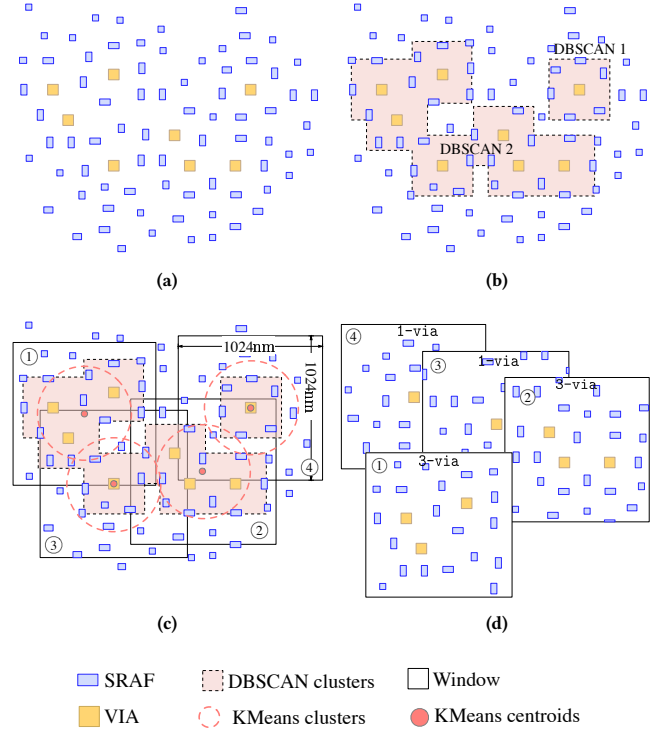 DBSCAN 1
DBSCAN 2
(a)
(b)
①
1024nm
1024nm
④
③
②
④
1-via
③
1-via
②
3-via
①
3-via
(c)
(d)
SRAF
DBSCAN clusters
Window
VIA
KMeans clusters
KMeans centroids